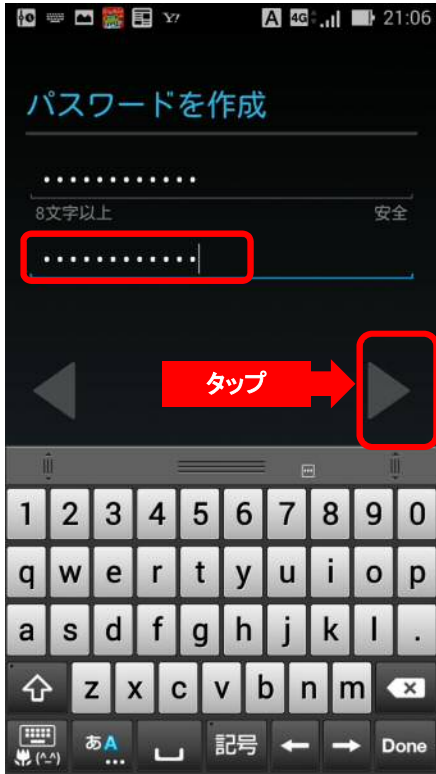 Y! A 4G 21:06
パスワードを作成
••••••••••••
8文字以上 安全
••••••••••••
タップ
1 2 3 4 5 6 7 8 9 0
q w e r t y u i o p
a s d f g h j k l .
z x c v b n m
(^_^) あA ... 記号 ← → Done